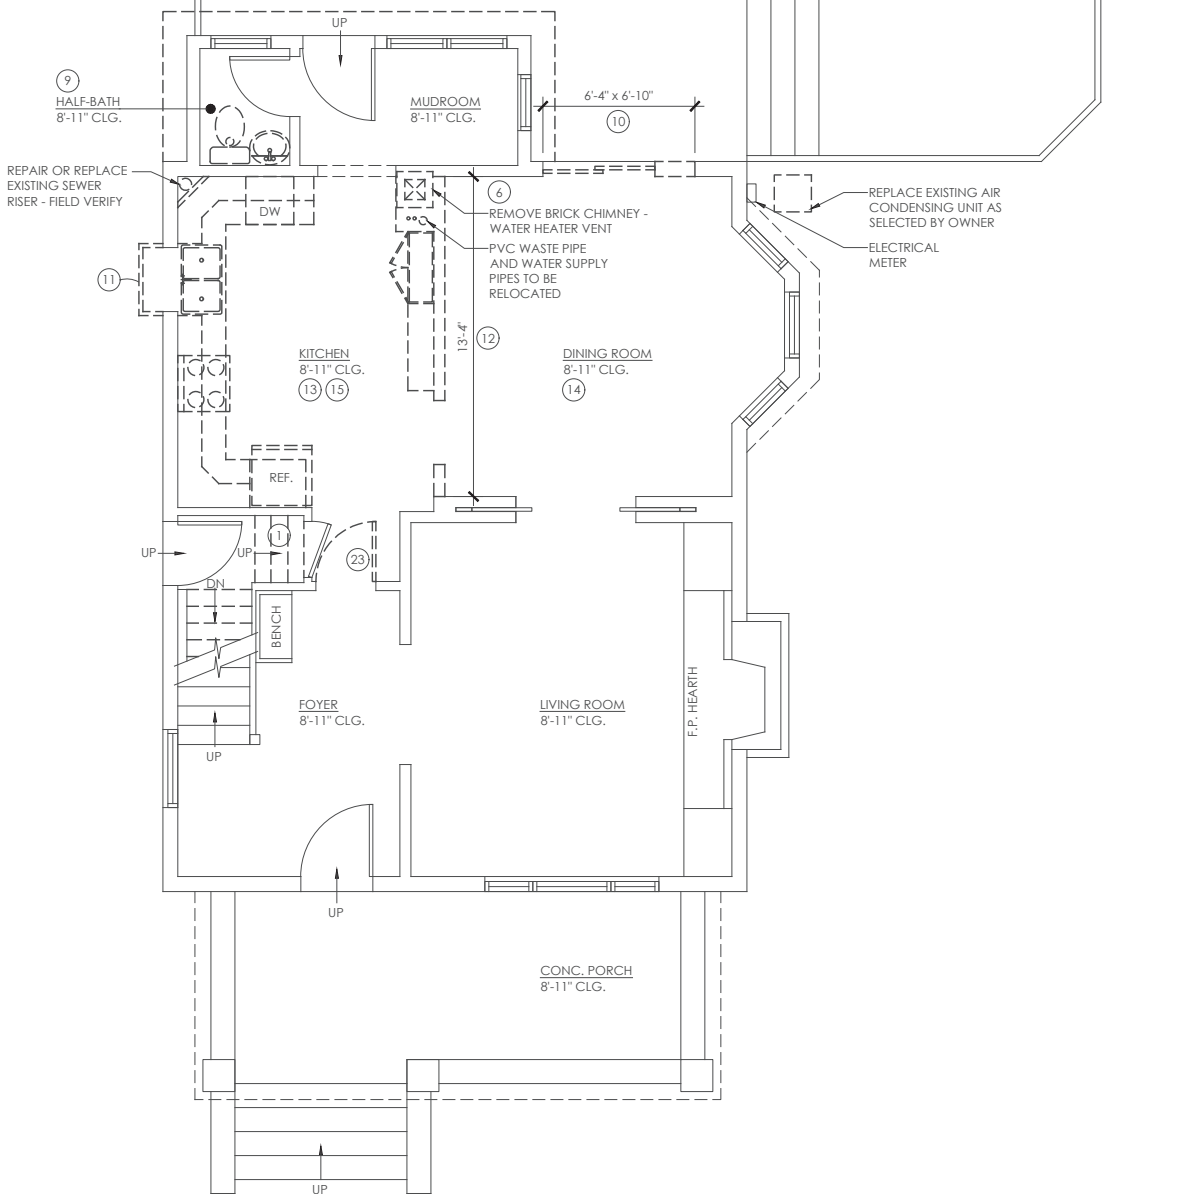 UP
9
HALF-BATH
8'-11" CLG.
MUDROOM
8'-11" CLG.
6'-4" x 6'-10"
10
REPAIR OR REPLACE
EXISTING SEWER
RISER - FIELD VERIFY
DW
6
REMOVE BRICK CHIMNEY -
WATER HEATER VENT
PVC WASTE PIPE
AND WATER SUPPLY
PIPES TO BE
RELOCATED
REPLACE EXISTING AIR
CONDENSING UNIT AS
SELECTED BY OWNER
ELECTRICAL
METER
11
13'-4"
12
KITCHEN
8'-11" CLG.
13 15
DINING ROOM
8'-11" CLG.
14
REF.
UP
UP
1
23
DN
BENCH
FOYER
8'-11" CLG.
LIVING ROOM
8'-11" CLG.
F.P. HEARTH
UP
UP
CONC. PORCH
8'-11" CLG.
UP